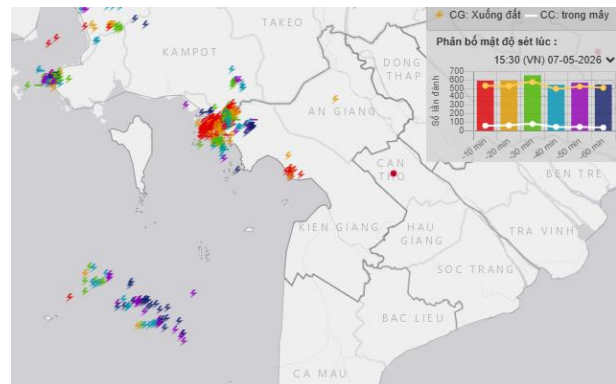 CG: Xuống đất CC: trong mây
Phân bố mật độ sét lúc :
15:30 (VN) 07-05-2026
Số lần đánh
700
600
500
400
300
200
100
0
-10 min
-20 min
-30 min
-40 min
-50 min
-60 min
TAKEO
KAMPOT
DONG
THAP
AN GIANG
CAN
THO
BEN TRE
KIEN GIANG
HAU
GIANG
TRA VINH
SOC TRANG
BAC LIEU
CA MAU